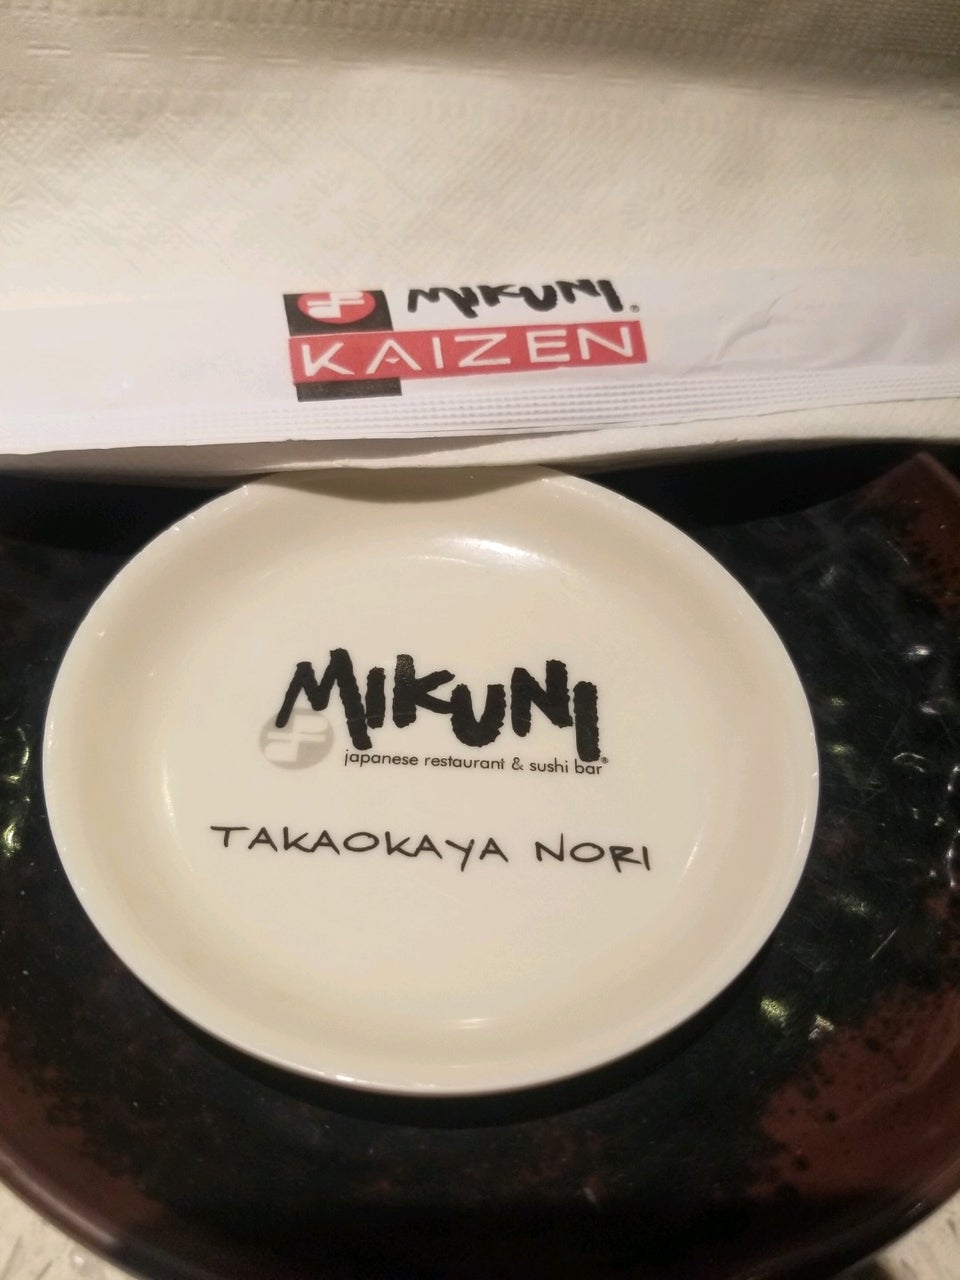 MIKUNI®
KAIZEN
MIKUNI
japanese restaurant & sushi bar®
TAKAOKAYA NORI